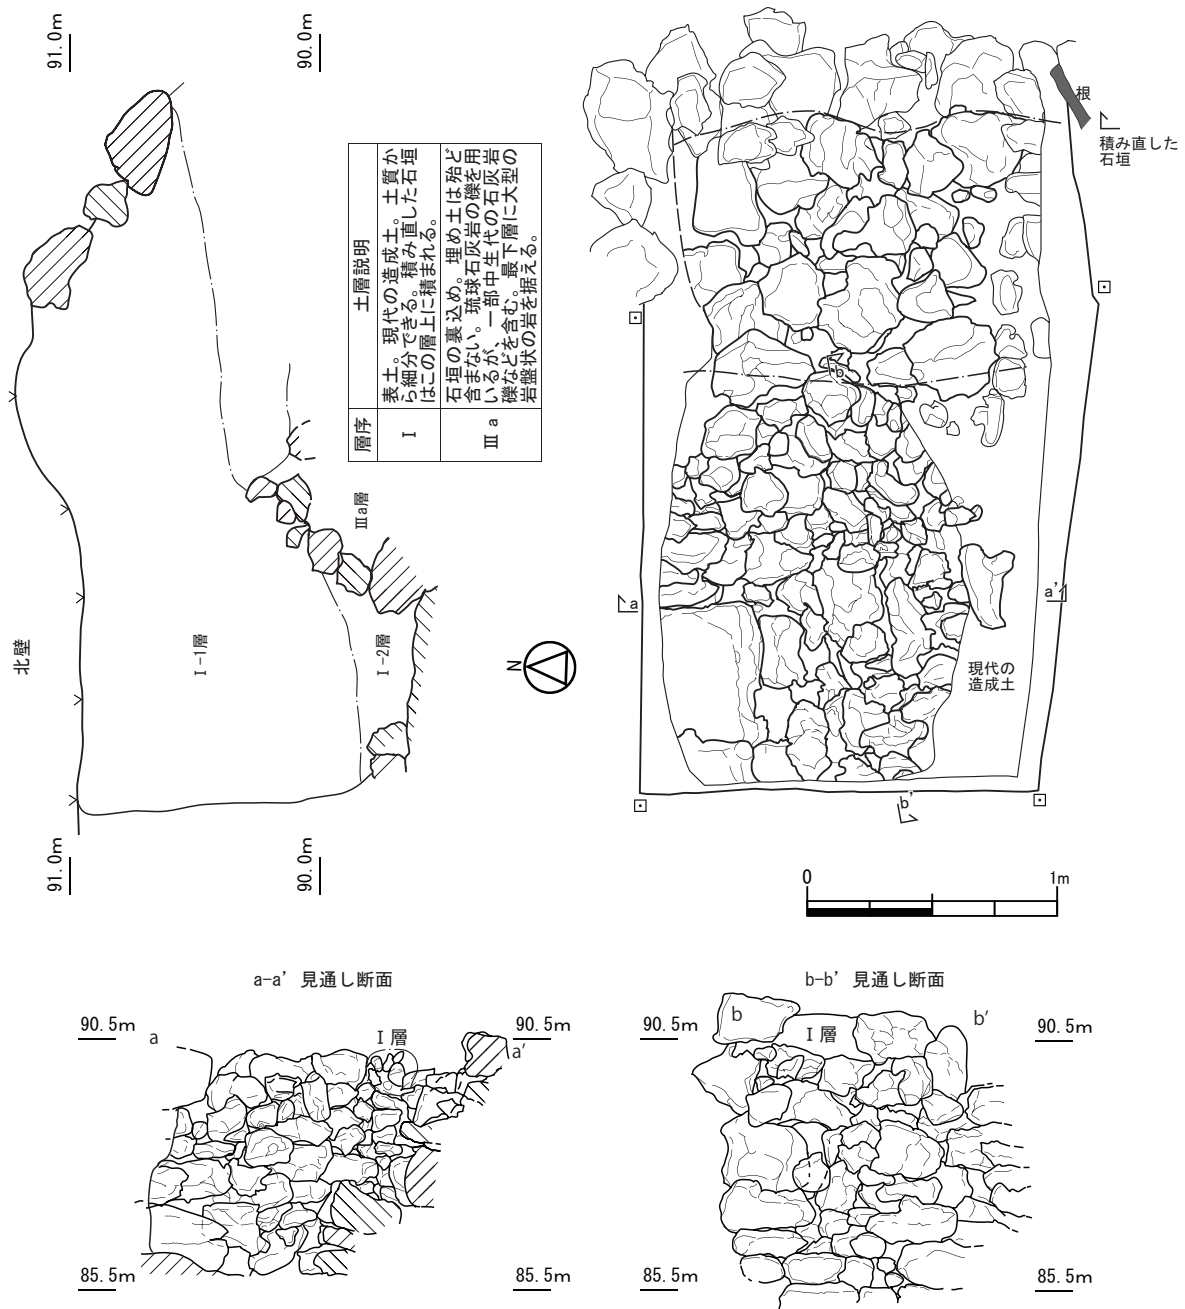 91.0m
90.0m
北壁
Ⅰ-1層
Ⅰ-2層
Ⅲa層
91.0m
90.0m
層序
土層説明
Ⅰ
表土。現代の造成土。土質か
ら細分できる。積み直した石垣
はこの層上に積まれる。
Ⅲa
石垣の裏込め。埋め土は殆ど
含まない。琉球石灰岩の礫を用
いるが、一部中生代の石灰岩
礫などを含む。最下層に大型の
岩盤状の岩を据える。
N
根
積み直した
石垣
b
a
a'
現代の
造成土
b'
0
1m
a-a' 見通し断面
90.5m
a
Ⅰ層
90.5m
a'
85.5m
85.5m
b-b' 見通し断面
90.5m
b
Ⅰ層
b'
90.5m
85.5m
85.5m